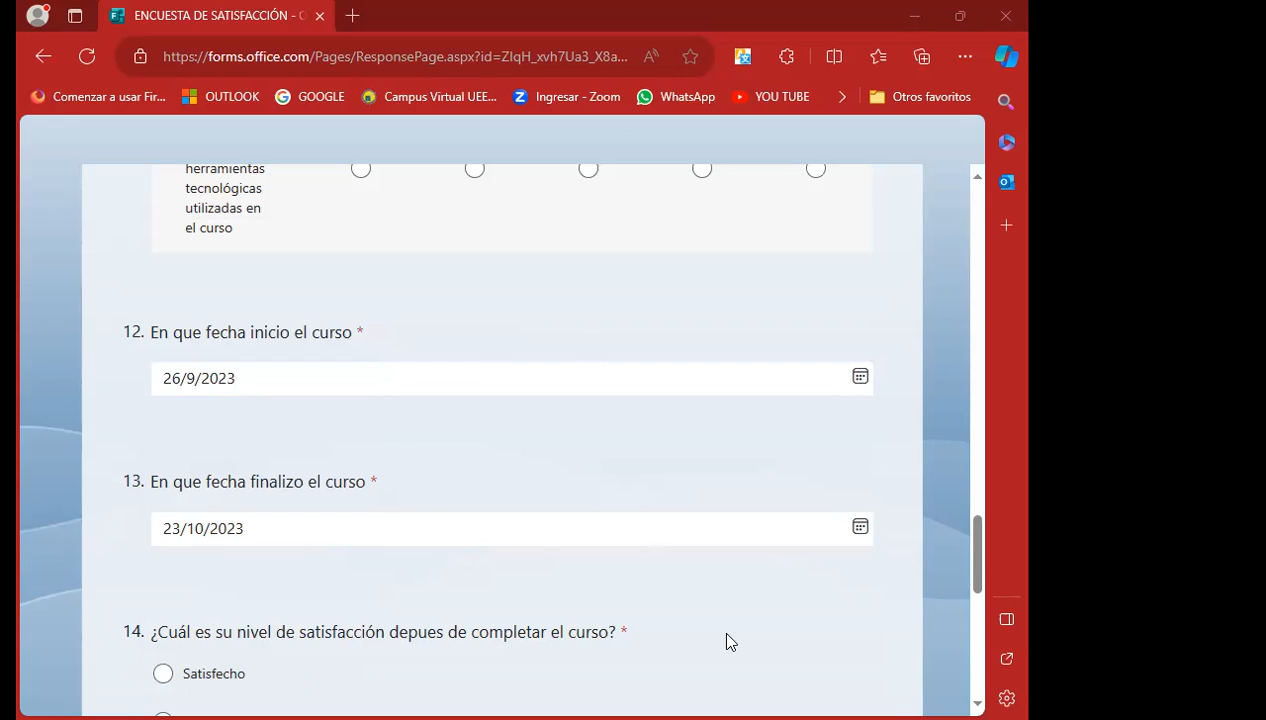 ENCUESTA DE SATISFACCIÓN - C
https://forms.office.com/Pages/ResponsePage.aspx?id=ZIqH_xvh7Ua3_X8a...
Comenzar a usar Fir... OUTLOOK GOOGLE Campus Virtual UEE... Ingresar - Zoom WhatsApp YOU TUBE Otros favoritos
herramientas
tecnológicas
utilizadas en
el curso
12. En que fecha inicio el curso *
26/9/2023
13. En que fecha finalizo el curso *
23/10/2023
14. ¿Cuál es su nivel de satisfacción depues de completar el curso? *
Satisfecho